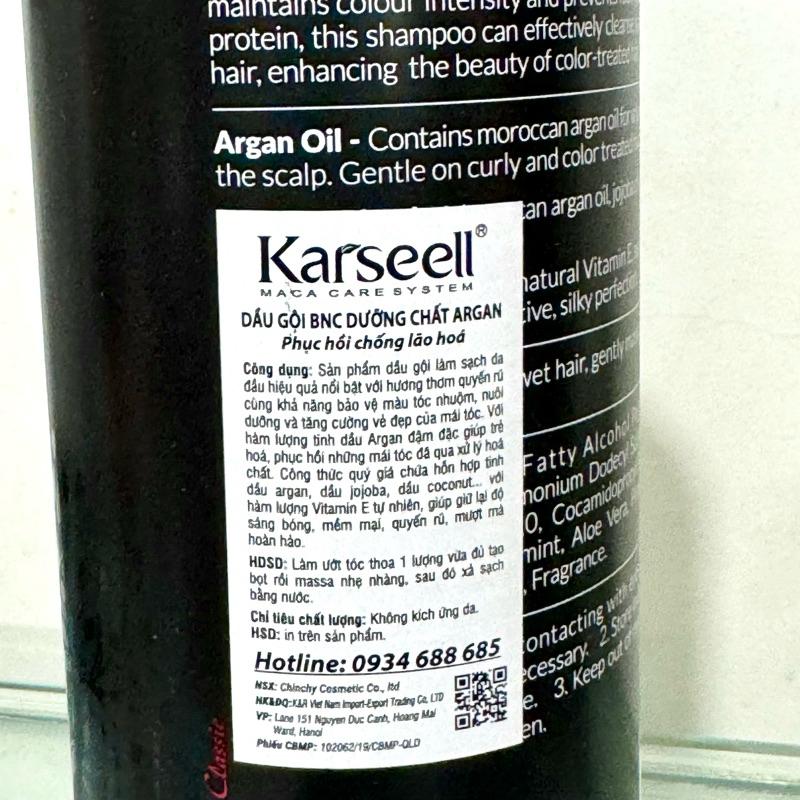 maintains colour intensity and
protein, this shampoo can effectively
hair, enhancing the beauty of color-treated
Argan Oil - Contains moroccan argan oil for
the scalp. Gentle on curly and color treated
can argan oil, jojoba
natural Vitamin E,
silky
wet hair, gently
Fatty Alcohol
Dodecyl
O,
mint, Aloe Vera,
, Fragrance.
contacting with
2.
e. 3. Keep out of
en.
Karseell®
MACA CARE SYSTEM
DẦU GỘI BNC DƯỠNG CHẤT ARGAN
Phục hồi chống lão hoá
Công dụng: Sản phẩm dầu gội làm sạch da
đầu hiệu quả nổi bật với hương thơm quyến rũ
cùng khả năng bảo vệ màu tóc nhuộm, nuôi
dưỡng và tăng cường vẻ đẹp của mái tóc. Với
hàm lượng tinh dầu Argan đậm đặc giúp trẻ
hoá, phục hồi những mái tóc đã qua xử lý hoá
chất. Công thức quý giá chứa hỗn hợp tinh
dầu argan, dầu jojoba, dầu coconut... với
hàm lượng Vitamin E tự nhiên, giúp giữ lại độ
sáng bóng, mềm mại, quyến rũ, mượt mà
hoàn hảo.
HDSD: Làm ướt tóc thoa 1 lượng vừa đủ tạo
bọt rồi massa nhẹ nhàng, sau đó xả sạch
bằng nước.
Chỉ tiêu chất lượng: Không kích ứng da.
HSD: in trên sản phẩm.
Hotline: 0934 688 685
NSX: Chinchy Cosmetic Co., ltd
NK&ĐQ: K&R Viet Nam Import-Export Trading Co, LTD
VP: Lane 151 Nguyen Duc Canh, Hoang Mai
Ward, Hanoi
Phiếu CBMP: 102062/19/CBMP-QLD
Classic